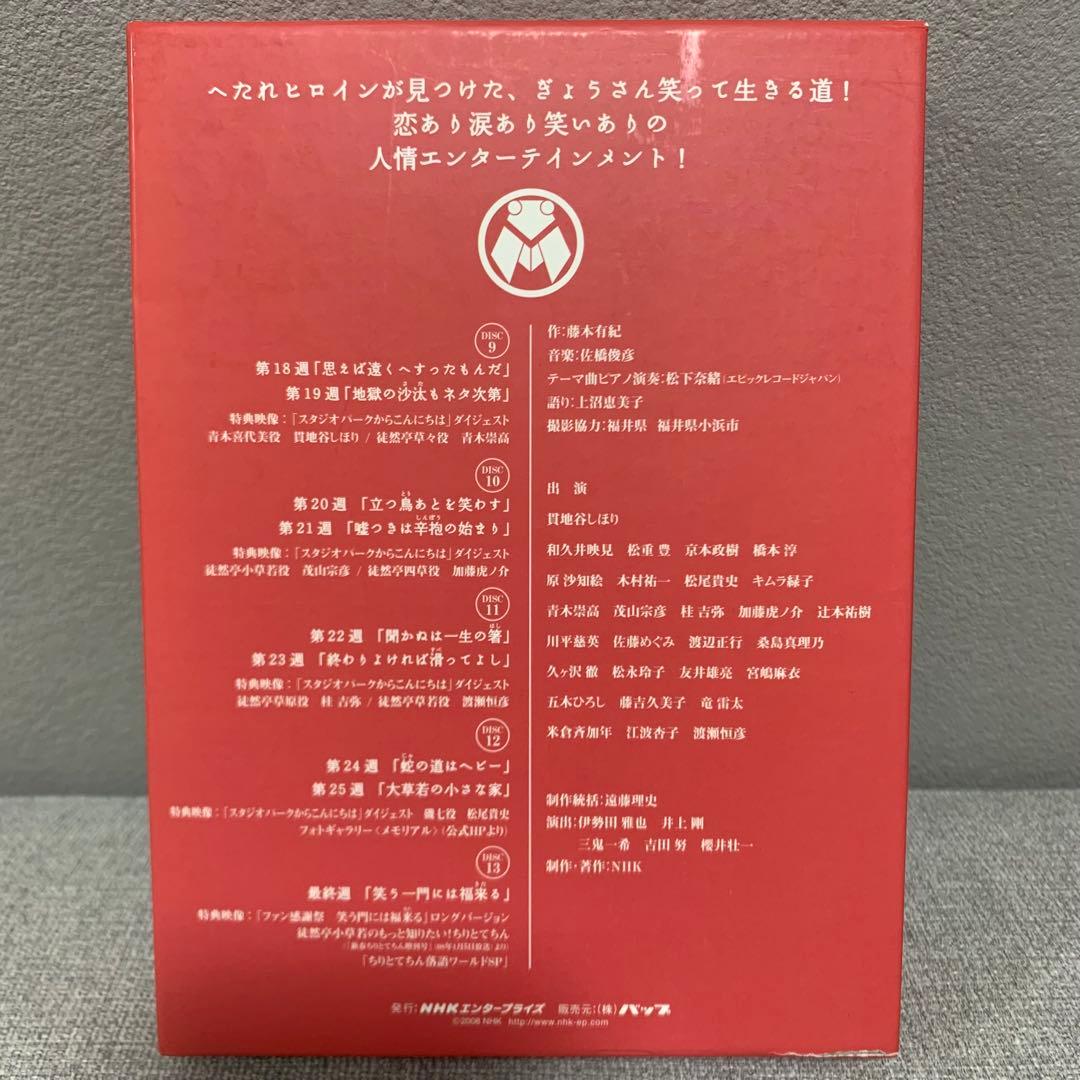 へたれヒロインが見つけた、ぎょうさん笑って生きる道！
恋あり涙あり笑いありの
人情エンターテインメント！
DISC
9
第18週「思えば遠くへすったもんだ」
第19週「地獄の沙汰もネタ次第」
特典映像：「スタジオパークからこんにちは」ダイジェスト
青木喜代美役 貫地谷しほり / 徒然亭草々役 青木崇高
DISC
10
第20週 「立つ鳥あとを笑わす」
第21週 「嘘つきは辛抱の始まり」
特典映像：「スタジオパークからこんにちは」ダイジェスト
徒然亭小草若役 茂山宗彦 / 徒然亭四草役 加藤虎ノ介
DISC
11
第22週 「聞かぬは一生の箸」
第23週 「終わりよければ滑ってよし」
特典映像：「スタジオパークからこんにちは」ダイジェスト
徒然亭草原役 桂 吉弥 / 徒然亭草若役 渡瀬恒彦
DISC
12
第24週 「蛇の道はヘビー」
第25週 「大草若の小さな家」
特典映像：「スタジオパークからこんにちは」ダイジェスト 磯七役 松尾貴史
フォトギャラリー〈メモリアル〉（公式HPより）
DISC
13
最終週 「笑う一門には福来る」
特典映像：「ファン感謝祭 笑う門には福来る」ロングバージョン
徒然亭小草若のもっと知りたい！ちりとてちん
「ちりとてちん落語ワールドSP」
作：藤本有紀
音楽：佐橋俊彦
テーマ曲ピアノ演奏：松下奈緒（エピックレコードジャパン）
語り：上沼恵美子
撮影協力：福井県 福井県小浜市
出 演
貫地谷しほり
和久井映見 松重 豊 京本政樹 橋本 淳
原 沙知絵 木村祐一 松尾貴史 キムラ緑子
青木崇高 茂山宗彦 桂 吉弥 加藤虎ノ介 辻本祐樹
川平慈英 佐藤めぐみ 渡辺正行 桑島真理乃
久ヶ沢 徹 松永玲子 友井雄亮 宮嶋麻衣
五木ひろし 藤吉久美子 竜 雷太
米倉斉加年 江波杏子 渡瀬恒彦
制作統括：遠藤理史
演出：伊勢田 雅也 井上 剛
三鬼一希 吉田 努 櫻井壮一
制作・著作：NHK
発行：NHKエンタープライズ 販売元：（株）バップ
©2008 NHK http://www.nhk-ep.com